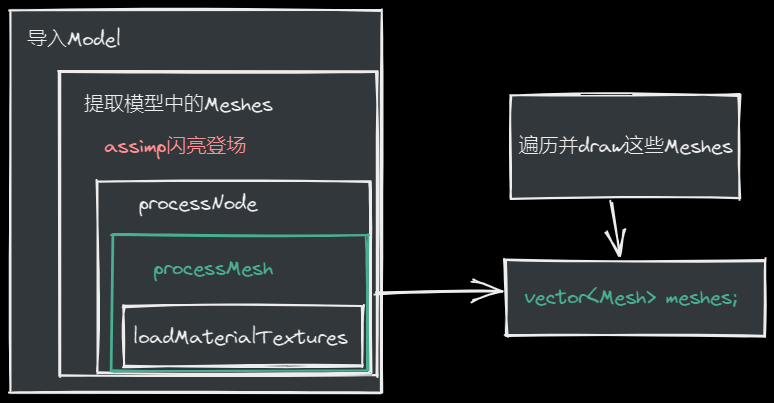 导入Model
提取模型中的Meshes
assimp闪亮登场
processNode
processMesh
loadMaterialTextures
遍历并draw这些Meshes
vector<Mesh> meshes;